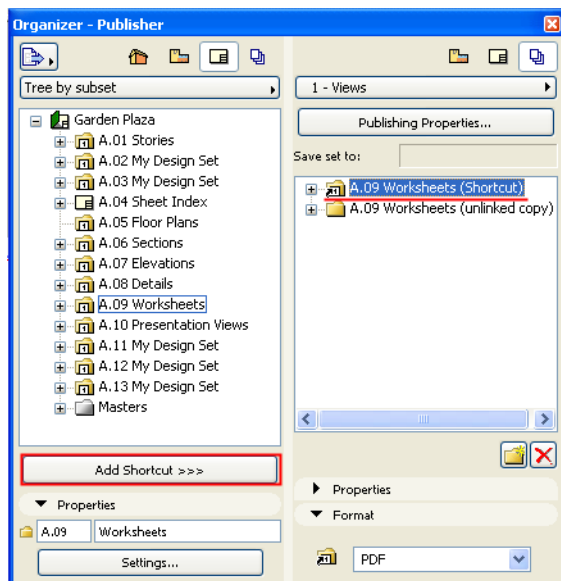 Organizer - Publisher
Tree by subset
Garden Plaza
A.01 Stories
A.02 My Design Set
A.03 My Design Set
A.04 Sheet Index
A.05 Floor Plans
A.06 Sections
A.07 Elevations
A.08 Details
A.09 Worksheets
A.10 Presentation Views
A.11 My Design Set
A.12 My Design Set
A.13 My Design Set
Masters
Add Shortcut >>>
Properties
A.09 Worksheets
Settings...
1 - Views
Publishing Properties...
Save set to:
A.09 Worksheets (Shortcut)
A.09 Worksheets (unlinked copy)
Properties
Format
PDF